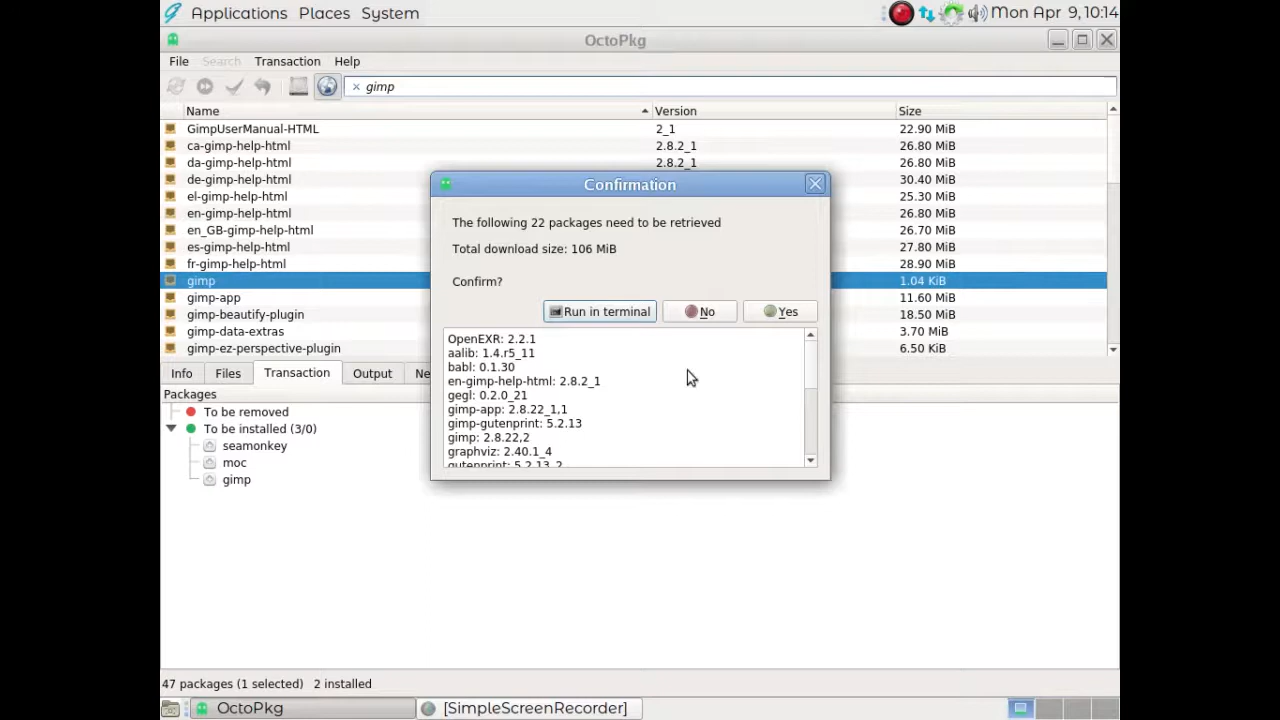 Applications Places System
Mon Apr 9, 10:14
OctoPkg
File Search Transaction Help
gimp
Name Version Size
GimpUserManual-HTML 2_1 22.90 MiB
ca-gimp-help-html 2.8.2_1 26.80 MiB
da-gimp-help-html 2.8.2_1 26.80 MiB
de-gimp-help-html 30.40 MiB
el-gimp-help-html 25.30 MiB
en-gimp-help-html 26.80 MiB
en_GB-gimp-help-html 26.70 MiB
es-gimp-help-html 27.80 MiB
fr-gimp-help-html 28.90 MiB
gimp 1.04 KiB
gimp-app 11.60 MiB
gimp-beautify-plugin 18.50 MiB
gimp-data-extras 3.70 MiB
gimp-ez-perspective-plugin 6.50 KiB
Confirmation
The following 22 packages need to be retrieved
Total download size: 106 MiB
Confirm?
Run in terminal No Yes
OpenEXR: 2.2.1
aalib: 1.4.r5_11
babl: 0.1.30
en-gimp-help-html: 2.8.2_1
gegl: 0.2.0_21
gimp-app: 2.8.22_1,1
gimp-gutenprint: 5.2.13
gimp: 2.8.22,2
graphviz: 2.40.1_4
gutenprint: 5.2.13_2
Info Files Transaction Output Ne
Packages
To be removed
To be installed (3/0)
seamonkey
moc
gimp
47 packages (1 selected) 2 installed
OctoPkg [SimpleScreenRecorder]